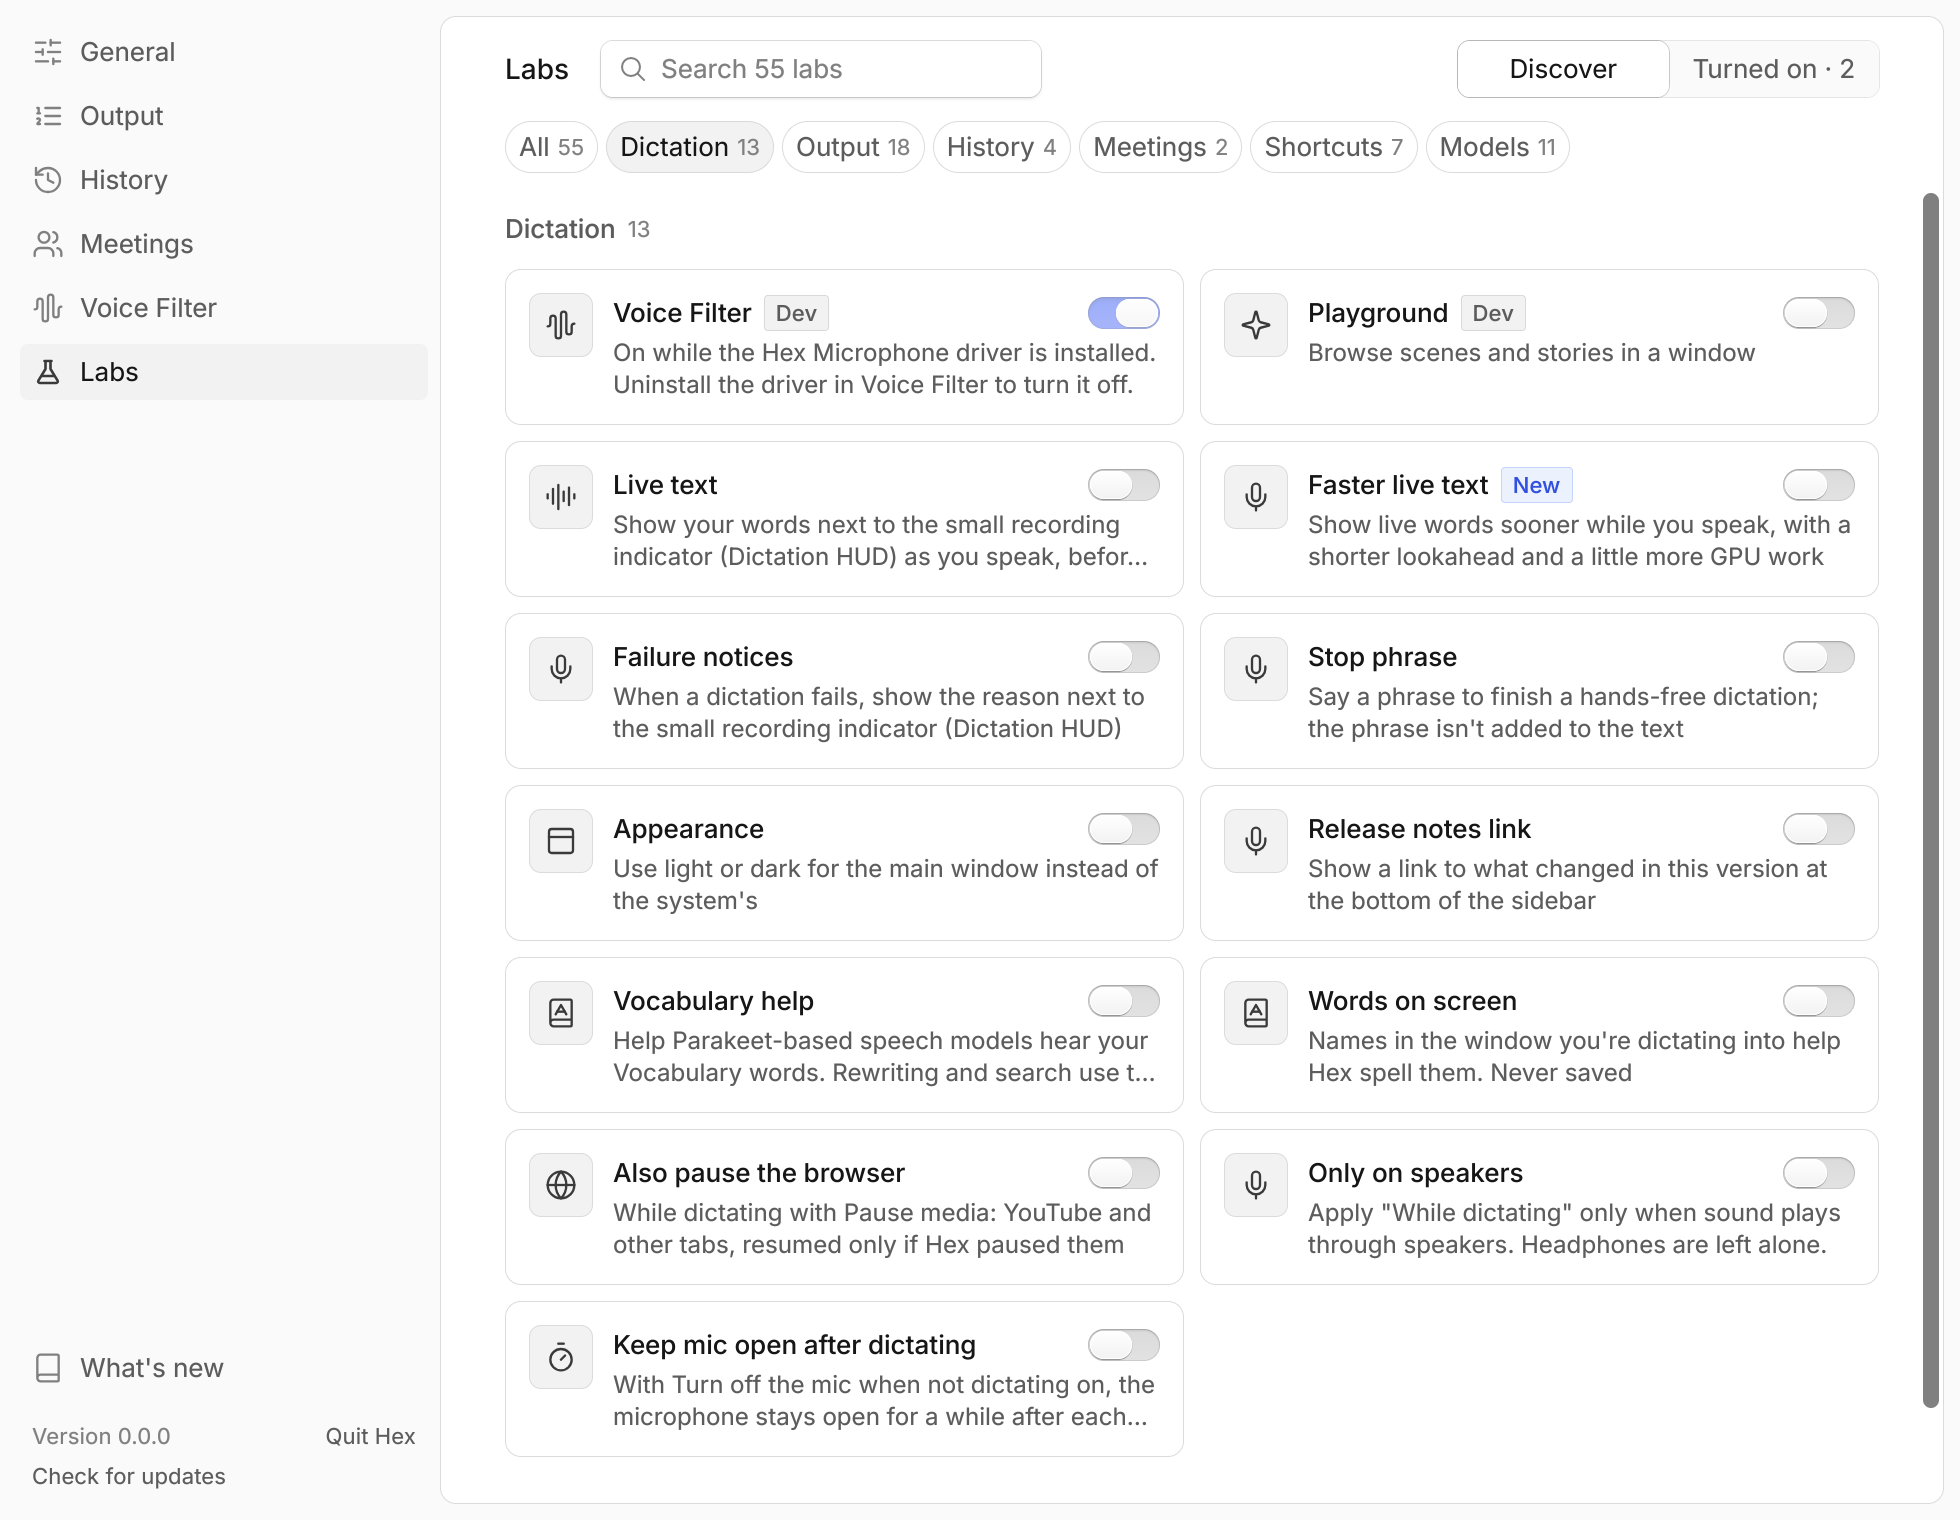 General
Output
History
Meetings
Voice Filter
Labs
What's new
Version 0.0.0
Quit Hex
Check for updates
Labs
Search 55 labs
Discover
Turned on · 2
All 55
Dictation 13
Output 18
History 4
Meetings 2
Shortcuts 7
Models 11
Dictation 13
Voice Filter Dev
On while the Hex Microphone driver is installed.
Uninstall the driver in Voice Filter to turn it off.
Playground Dev
Browse scenes and stories in a window
Live text
Show your words next to the small recording
indicator (Dictation HUD) as you speak, befor...
Faster live text New
Show live words sooner while you speak, with a
shorter lookahead and a little more GPU work
Failure notices
When a dictation fails, show the reason next to
the small recording indicator (Dictation HUD)
Stop phrase
Say a phrase to finish a hands-free dictation;
the phrase isn't added to the text
Appearance
Use light or dark for the main window instead of
the system's
Release notes link
Show a link to what changed in this version at
the bottom of the sidebar
Vocabulary help
Help Parakeet-based speech models hear your
Vocabulary words. Rewriting and search use t...
Words on screen
Names in the window you're dictating into help
Hex spell them. Never saved
Also pause the browser
While dictating with Pause media: YouTube and
other tabs, resumed only if Hex paused them
Only on speakers
Apply "While dictating" only when sound plays
through speakers. Headphones are left alone.
Keep mic open after dictating
With Turn off the mic when not dictating on, the
microphone stays open for a while after each...